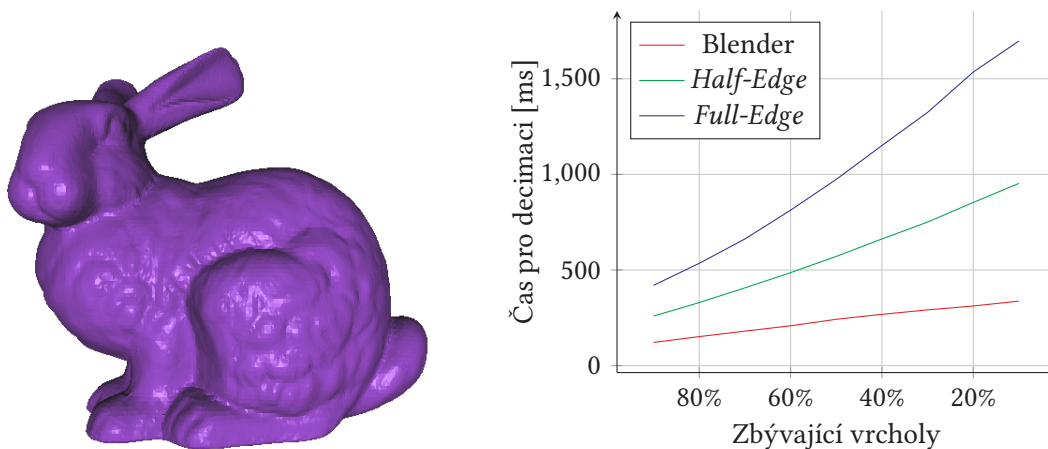 Blender
Half-Edge
Full-Edge
Čas pro decimaci [ms]
1,500
1,000
500
0
80% 60% 40% 20%
Zbývající vrcholy